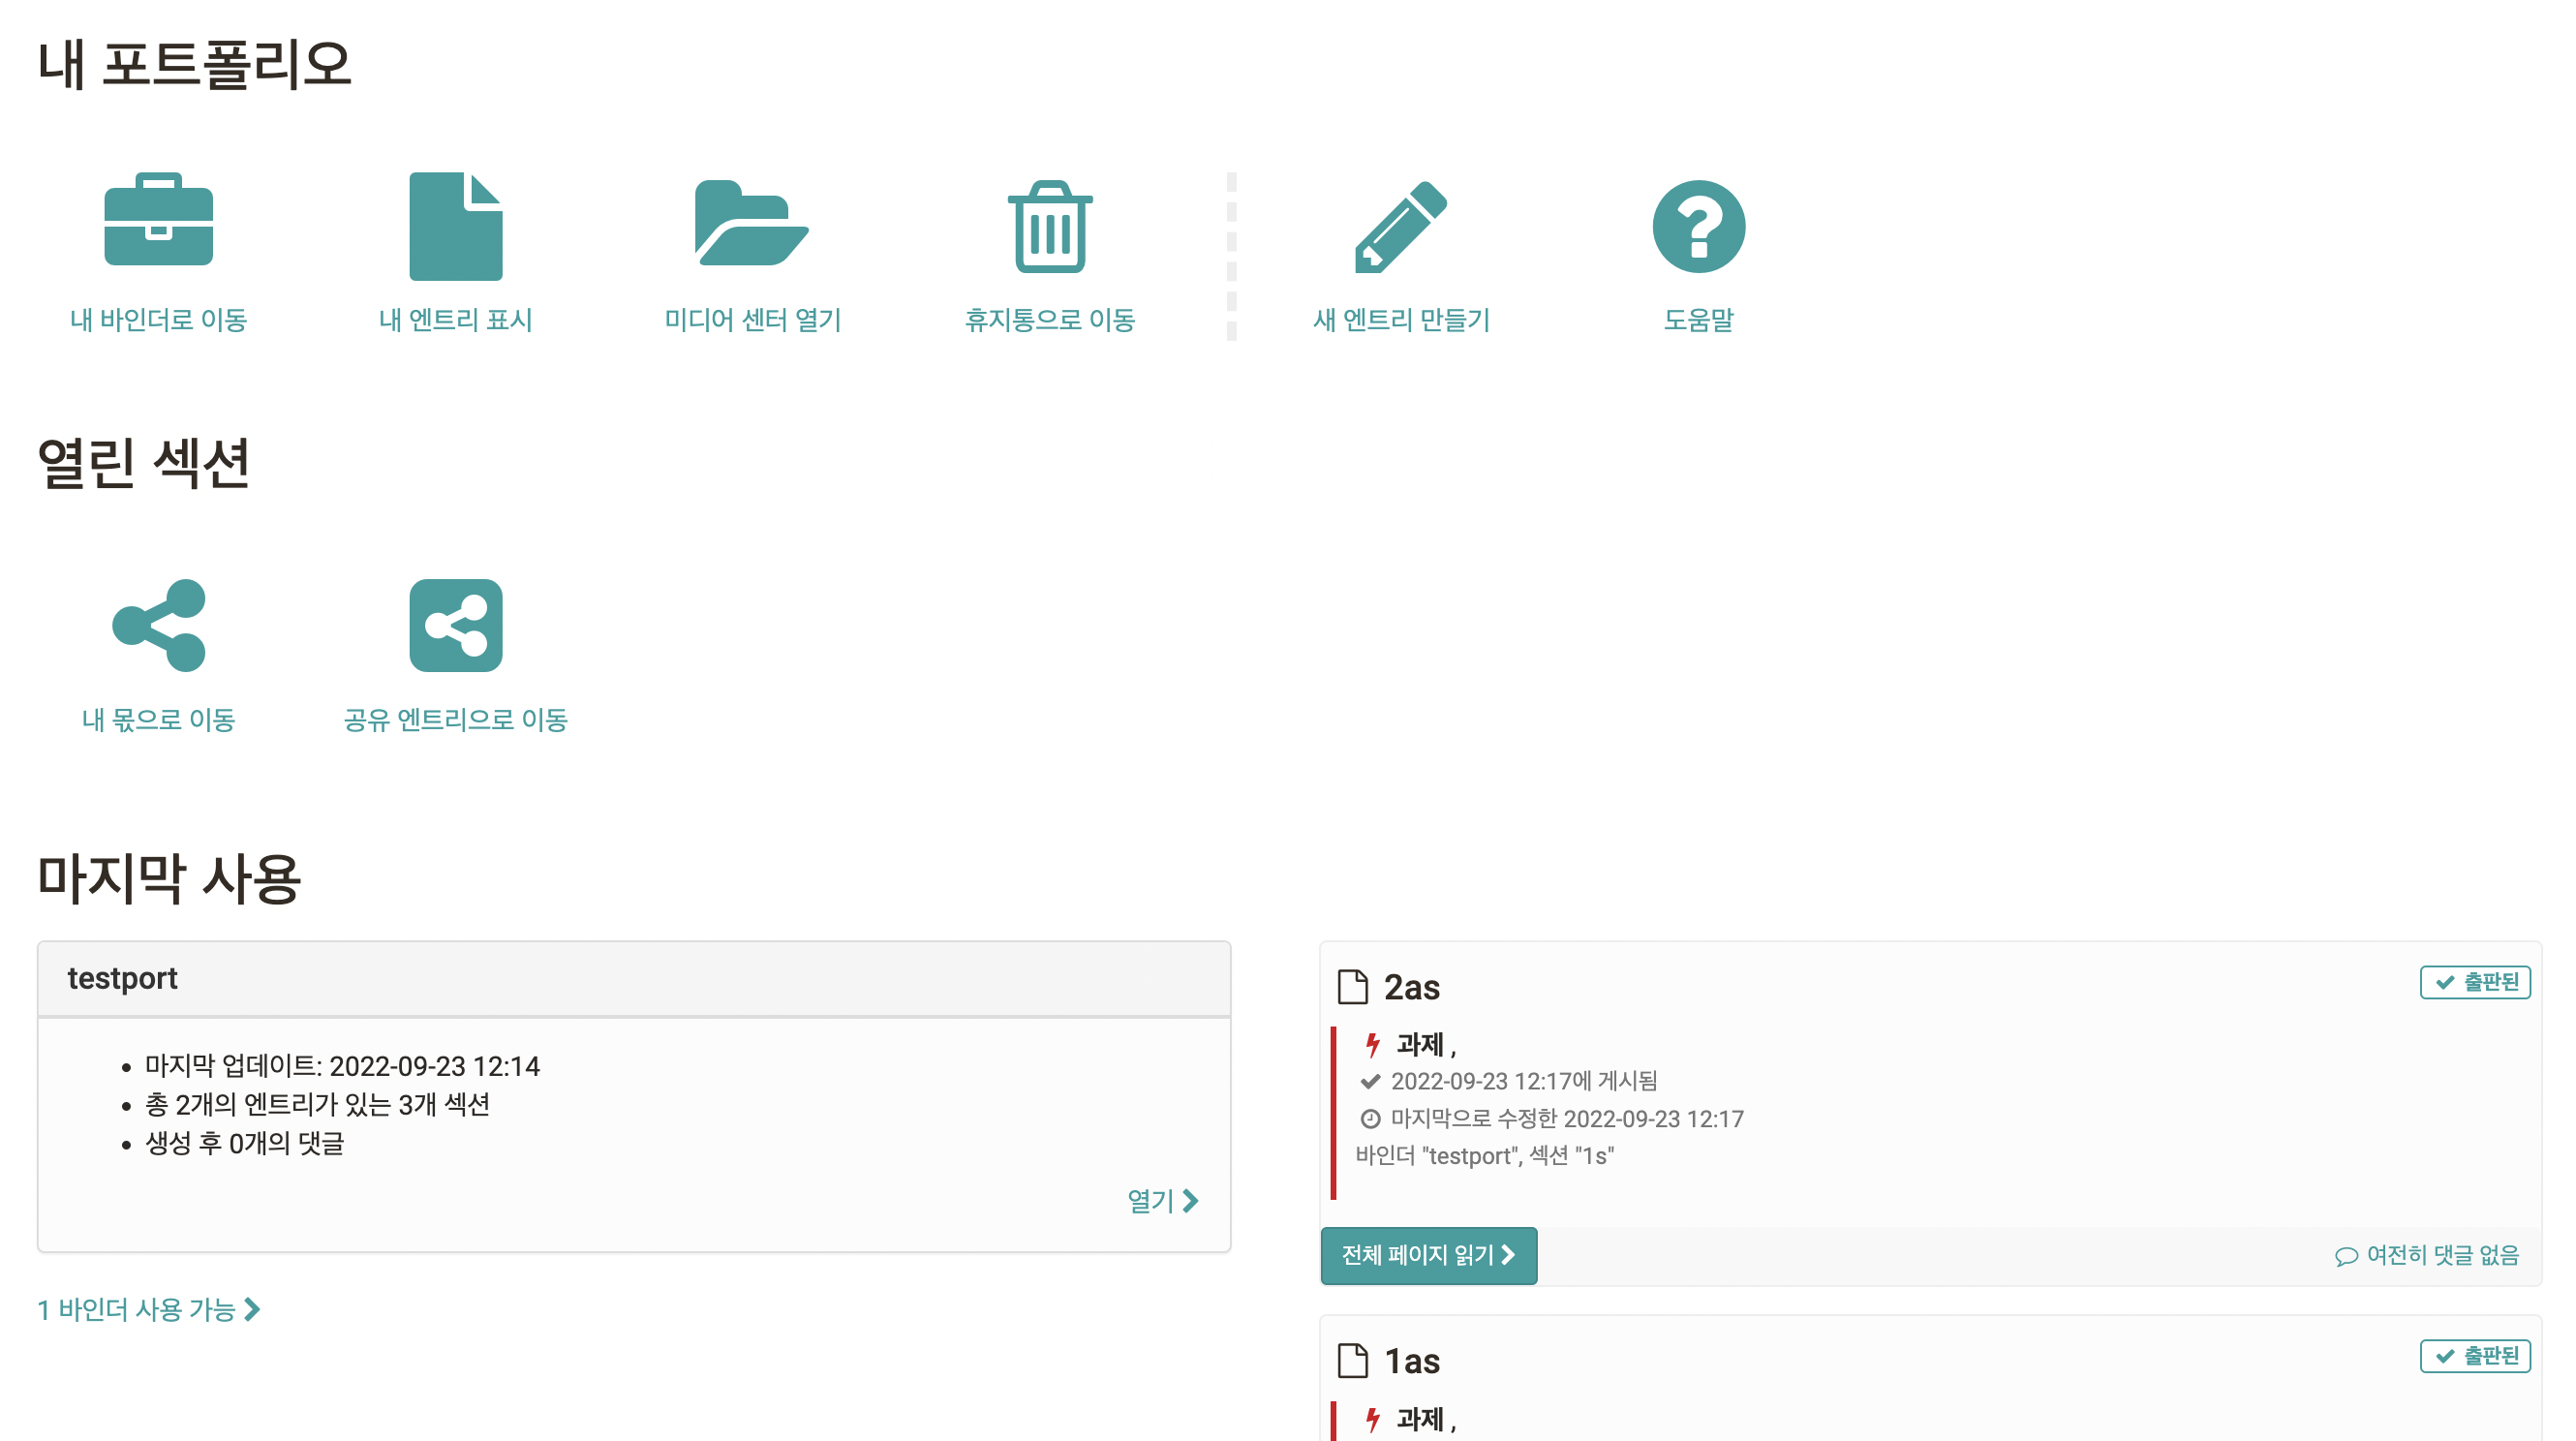 내 포트폴리오
내 바인더로 이동
내 엔트리 표시
미디어 센터 열기
휴지통으로 이동
새 엔트리 만들기
도움말
열린 섹션
내 몫으로 이동
공유 엔트리으로 이동
마지막 사용
testport
마지막 업데이트: 2022-09-23 12:14
총 2개의 엔트리가 있는 3개 섹션
생성 후 0개의 댓글
열기
1 바인더 사용 가능
2as
출판된
과제 ,
2022-09-23 12:17에 게시됨
마지막으로 수정한 2022-09-23 12:17
바인더 "testport", 섹션 "1s"
전체 페이지 읽기
여전히 댓글 없음
1as
출판된
과제 ,